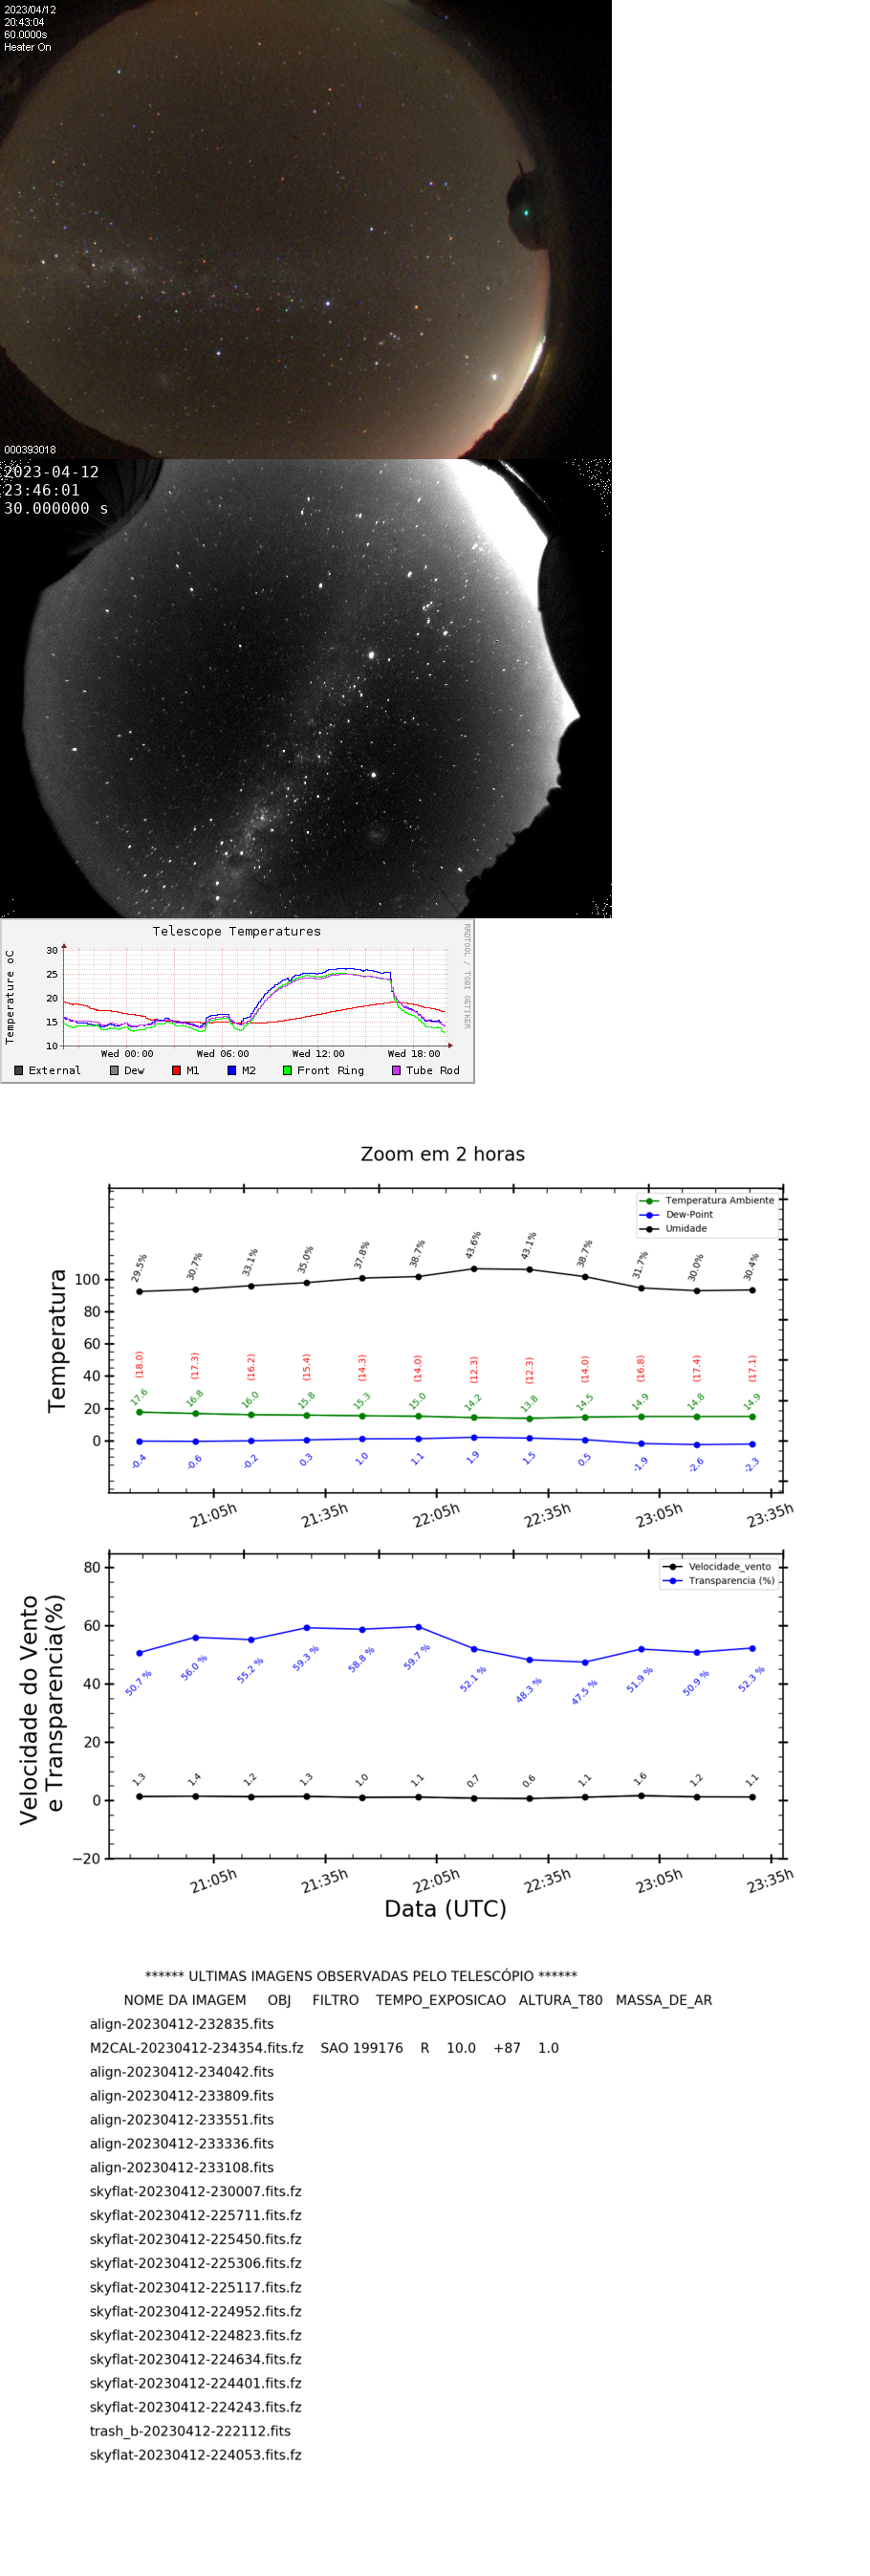 2023/04/12
20:43:04
60.0000s
Heater On
000393018
2023-04-12
23:46:01
30.000000 s
Telescope Temperatures
RRDTOOL / TOBI OETIKER
Temperature oC
30
25
20
15
10
Wed 00:00 Wed 06:00 Wed 12:00 Wed 18:00
External Dew M1 M2 Front Ring Tube Rod
Zoom em 2 horas
Temperatura Ambiente
Dew-Point
Umidade
Temperatura
100
80
60
40
20
0
29.5% 30.7% 33.1% 35.0% 37.8% 38.7% 43.6% 43.1% 38.7% 31.7% 30.0% 30.4%
(18.0) (17.3) (16.2) (15.4) (14.3) (14.0) (12.3) (12.3) (14.0) (16.8) (17.4) (17.1)
17.6 16.8 16.0 15.8 15.3 15.0 14.2 13.8 14.5 14.9 14.8 14.9
-0.4 -0.6 -0.2 0.3 1.0 1.1 1.9 1.5 0.5 -1.9 -2.6 -2.3
21:05h 21:35h 22:05h 22:35h 23:05h 23:35h
Velocidade_vento
Transparencia (%)
Velocidade do Vento
e Transparencia(%)
80
60
40
20
0
−20
50.7 % 56.0 % 55.2 % 59.3 % 58.8 % 59.7 % 52.1 % 48.3 % 47.5 % 51.9 % 50.9 % 52.3 %
1.3 1.4 1.2 1.3 1.0 1.1 0.7 0.6 1.1 1.6 1.2 1.1
21:05h 21:35h 22:05h 22:35h 23:05h 23:35h
Data (UTC)
****** ULTIMAS IMAGENS OBSERVADAS PELO TELESCÓPIO ******
NOME DA IMAGEM OBJ FILTRO TEMPO_EXPOSICAO ALTURA_T80 MASSA_DE_AR
align-20230412-232835.fits
M2CAL-20230412-234354.fits.fz SAO 199176 R 10.0 +87 1.0
align-20230412-234042.fits
align-20230412-233809.fits
align-20230412-233551.fits
align-20230412-233336.fits
align-20230412-233108.fits
skyflat-20230412-230007.fits.fz
skyflat-20230412-225711.fits.fz
skyflat-20230412-225450.fits.fz
skyflat-20230412-225306.fits.fz
skyflat-20230412-225117.fits.fz
skyflat-20230412-224952.fits.fz
skyflat-20230412-224823.fits.fz
skyflat-20230412-224634.fits.fz
skyflat-20230412-224401.fits.fz
skyflat-20230412-224243.fits.fz
trash_b-20230412-222112.fits
skyflat-20230412-224053.fits.fz